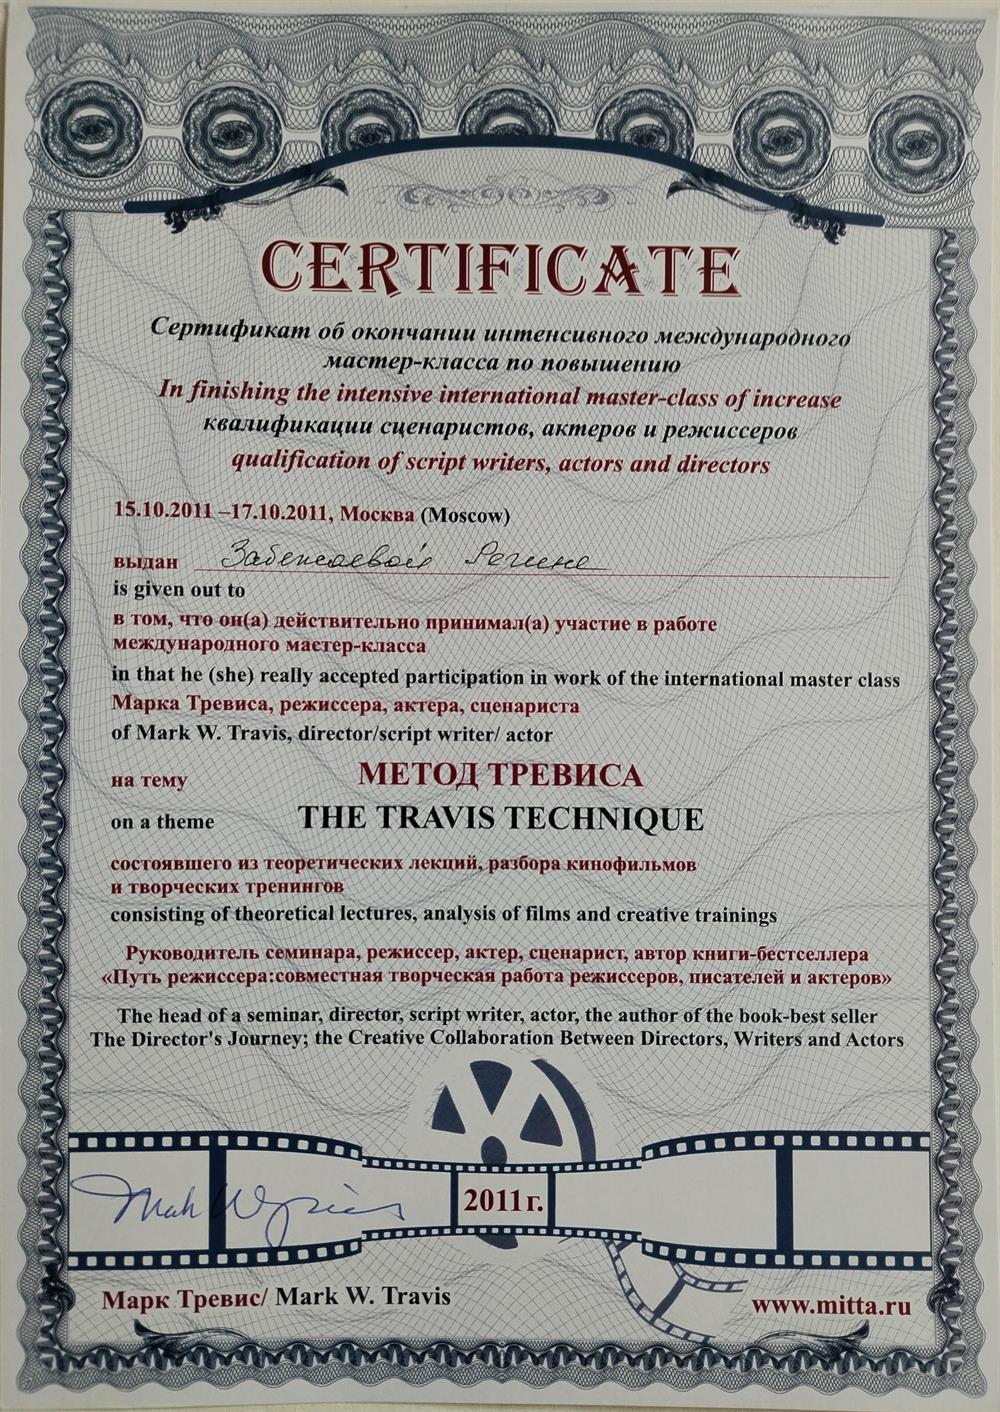 CERTIFICATE
Сертификат об окончании интенсивного международного
мастер-класса по повышению
In finishing the intensive international master-class of increase
квалификации сценаристов, актеров и режиссеров
qualification of script writers, actors and directors
15.10.2011 –17.10.2011, Москва (Moscow)
выдан Регине
is given out to
в том, что он(а) действительно принимал(а) участие в работе
международного мастер-класса
in that he (she) really accepted participation in work of the international master class
Марка Тревиса, режиссера, актера, сценариста
of Mark W. Travis, director/script writer/ actor
на тему МЕТОД ТРЕВИСА
on a theme THE TRAVIS TECHNIQUE
состоявшего из теоретических лекций, разбора кинофильмов
и творческих тренингов
consisting of theoretical lectures, analysis of films and creative trainings
Руководитель семинара, режиссер, актер, сценарист, автор книги-бестселлера
«Путь режиссера:совместная творческая работа режиссеров, писателей и актеров»
The head of a seminar, director, script writer, actor, the author of the book-best seller
The Director's Journey; the Creative Collaboration Between Directors, Writers and Actors
2011г.
Марк Тревис/ Mark W. Travis
www.mitta.ru